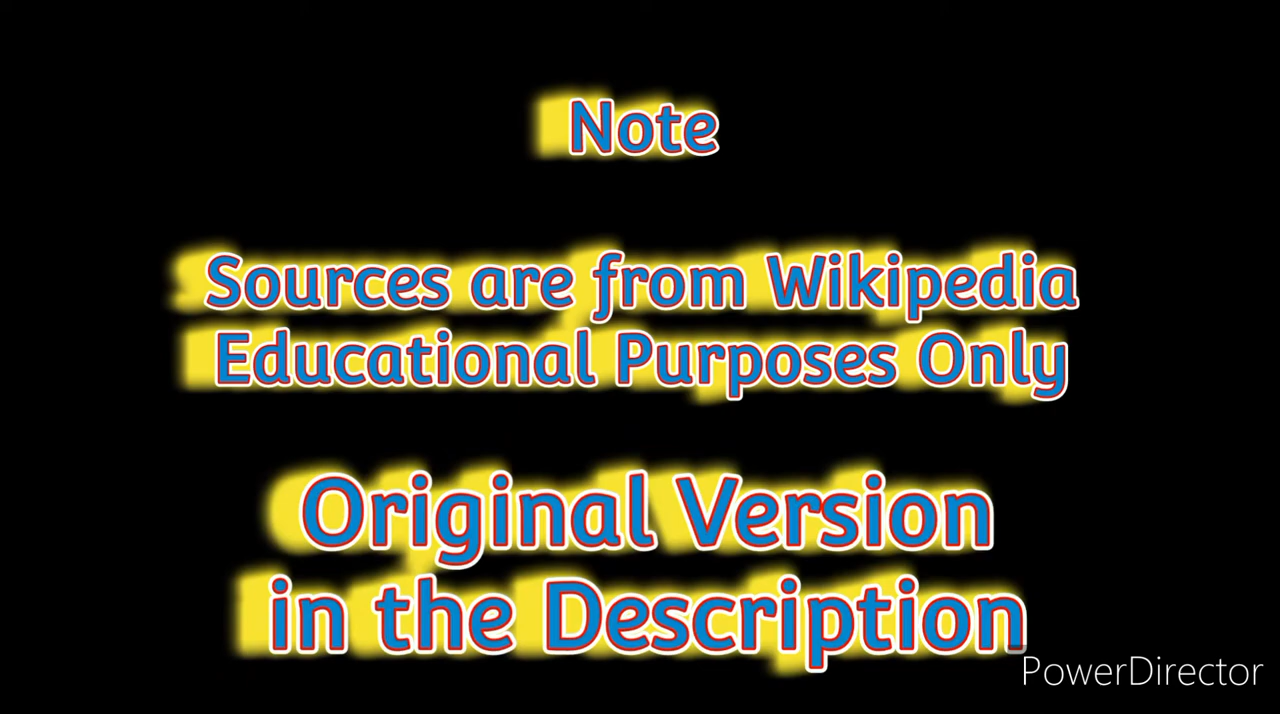 Note
Sources are from Wikipedia
Educational Purposes Only
Original Version
in the Description
PowerDirector